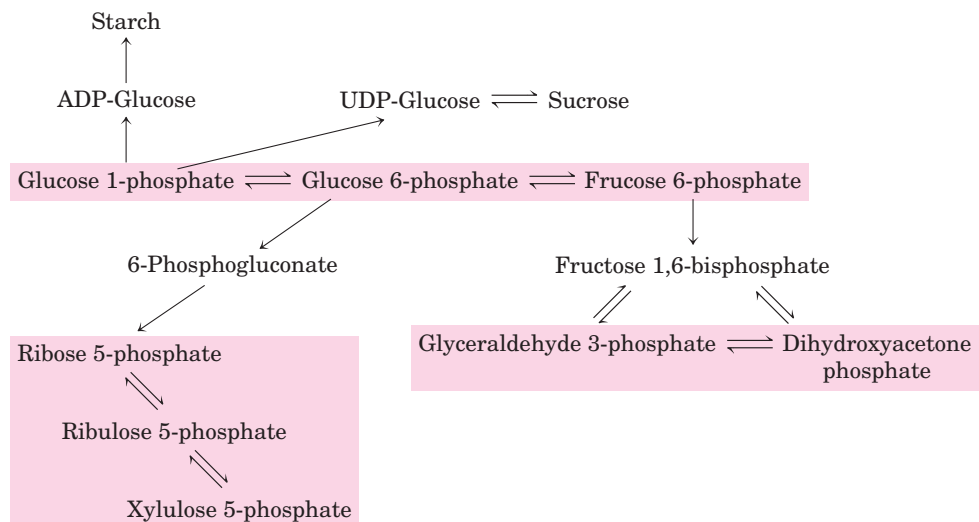 Starch
ADP-Glucose
UDP-Glucose
Sucrose
Glucose 1-phosphate
Glucose 6-phosphate
Frucose 6-phosphate
6-Phosphogluconate
Fructose 1,6-bisphosphate
Ribose 5-phosphate
Glyceraldehyde 3-phosphate
Dihydroxyacetone
phosphate
Ribulose 5-phosphate
Xylulose 5-phosphate